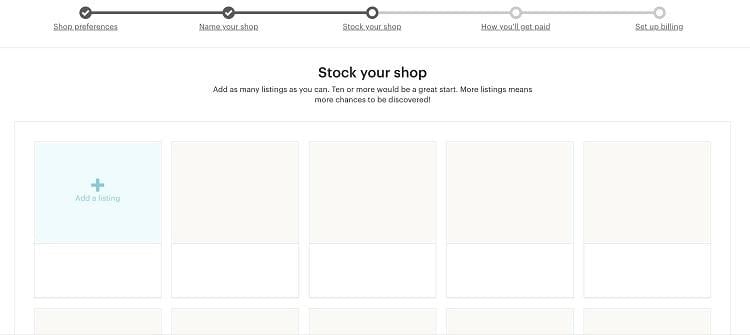 Shop preferences
Name your shop
Stock your shop
How you'll get paid
Set up billing
Stock your shop
Add as many listings as you can. Ten or more would be a great start. More listings means
more chances to be discovered!
Add a listing